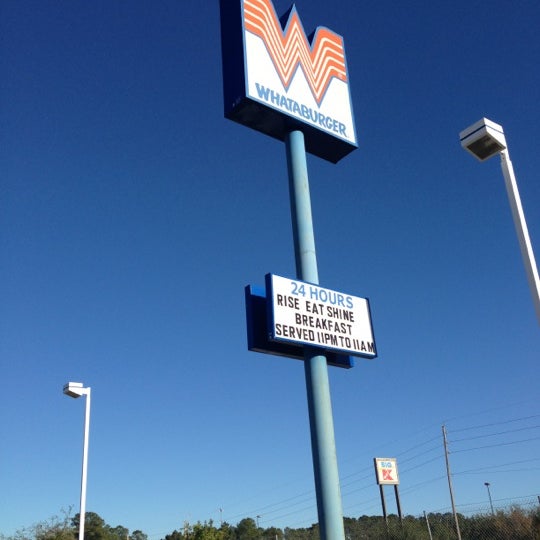 W
WHATABURGER
24 HOURS
RISE EAT SHINE
BREAKFAST
SERVED 11PM TO 11AM
BIG
K